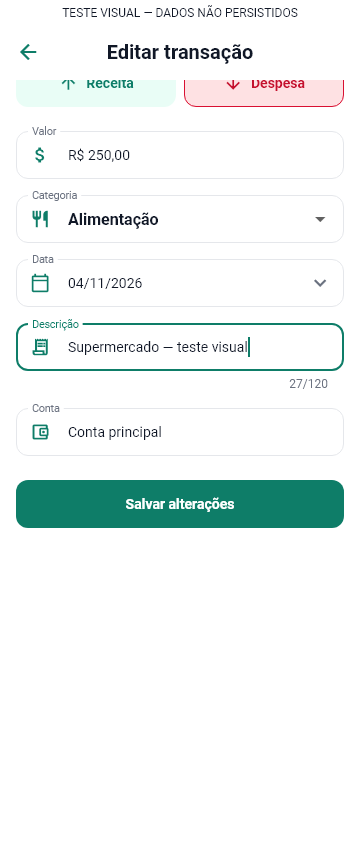 TESTE VISUAL — DADOS NÃO PERSISTIDOS
Editar transação
Receita
Despesa
Valor
R$ 250,00
Categoria
Alimentação
Data
04/11/2026
Descrição
Supermercado — teste visual
27/120
Conta
Conta principal
Salvar alterações